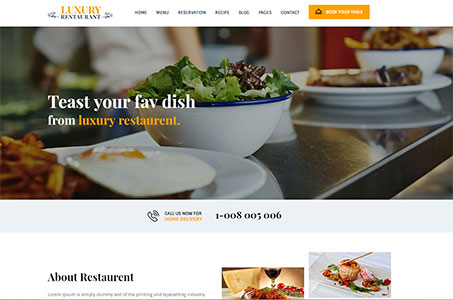 LUXURY
RESTAURANT
HOME MENU RESERVATION RECIPE BLOG PAGES CONTACT BOOK YOUR TABLE
Teast your fav dish
from luxury restaurent.
CALL US NOW FOR
HOME DELIVERY
1-008 005 006
About Restaurent
Lorem ipsum is simply dummy text of the printing and typesetting industry.